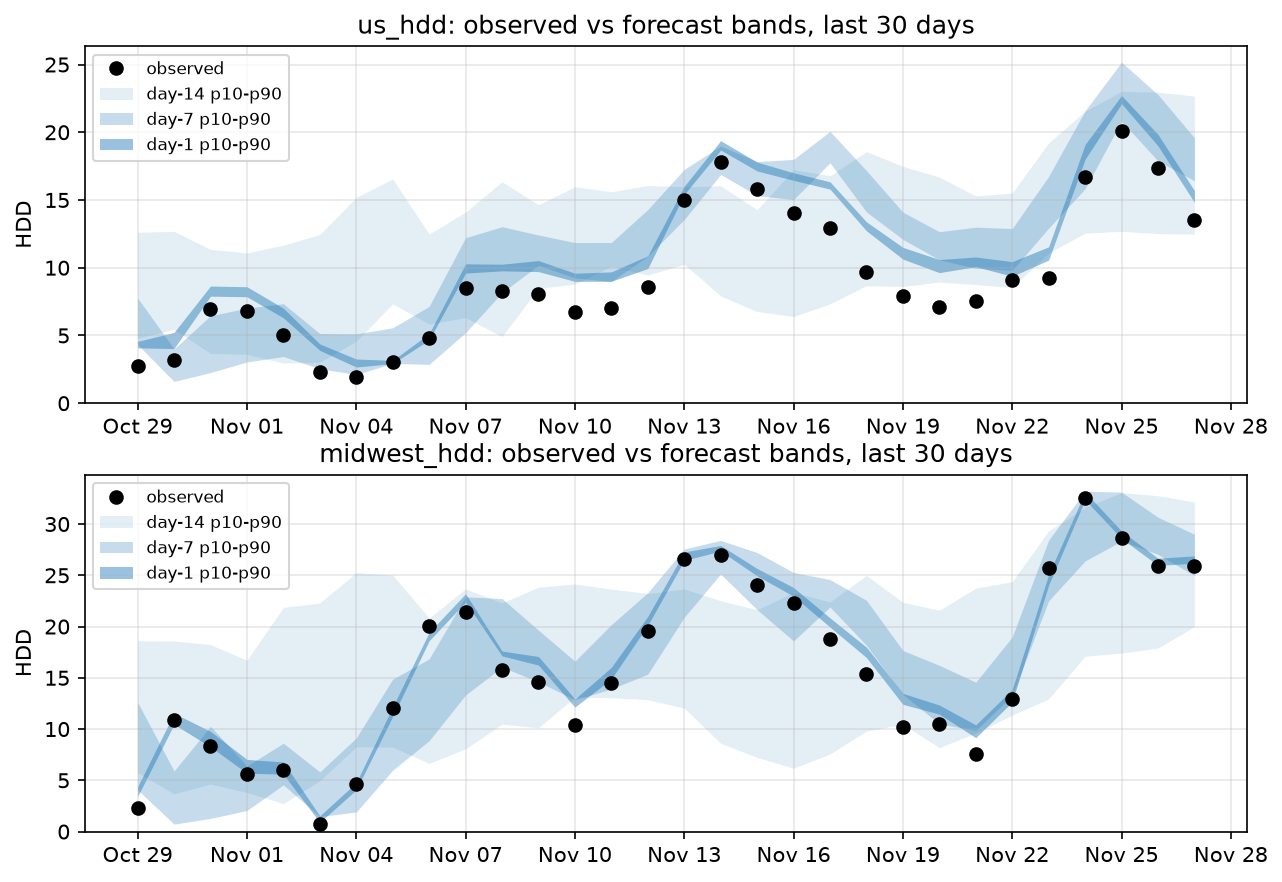 us_hdd: observed vs forecast bands, last 30 days
HDD
25
20
15
10
5
0
observed
day-14 p10-p90
day-7 p10-p90
day-1 p10-p90
Oct 29 Nov 01 Nov 04 Nov 07 Nov 10 Nov 13 Nov 16 Nov 19 Nov 22 Nov 25 Nov 28
midwest_hdd: observed vs forecast bands, last 30 days
HDD
30
25
20
15
10
5
0
observed
day-14 p10-p90
day-7 p10-p90
day-1 p10-p90
Oct 29 Nov 01 Nov 04 Nov 07 Nov 10 Nov 13 Nov 16 Nov 19 Nov 22 Nov 25 Nov 28